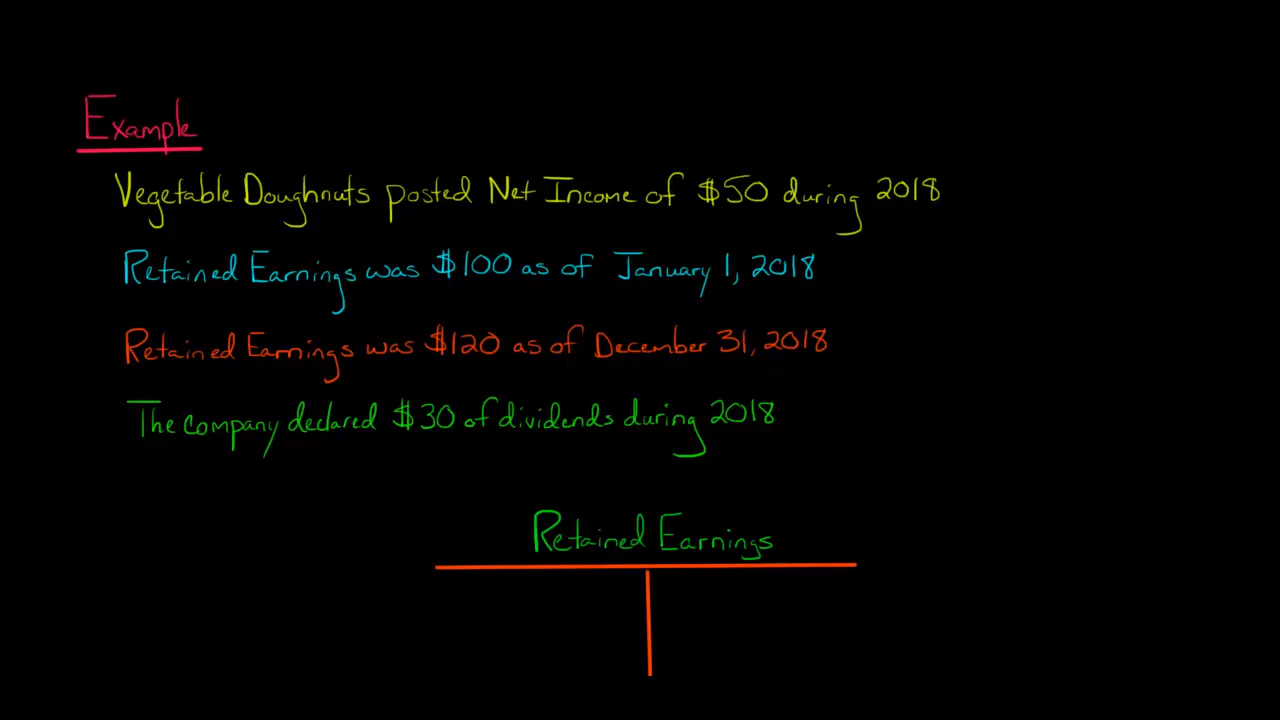 Example
Vegetable Doughnuts posted Net Income of $50 during 2018
Retained Earnings was $100 as of January 1, 2018
Retained Earnings was $120 as of December 31, 2018
The company declared $30 of dividends during 2018
Retained Earnings